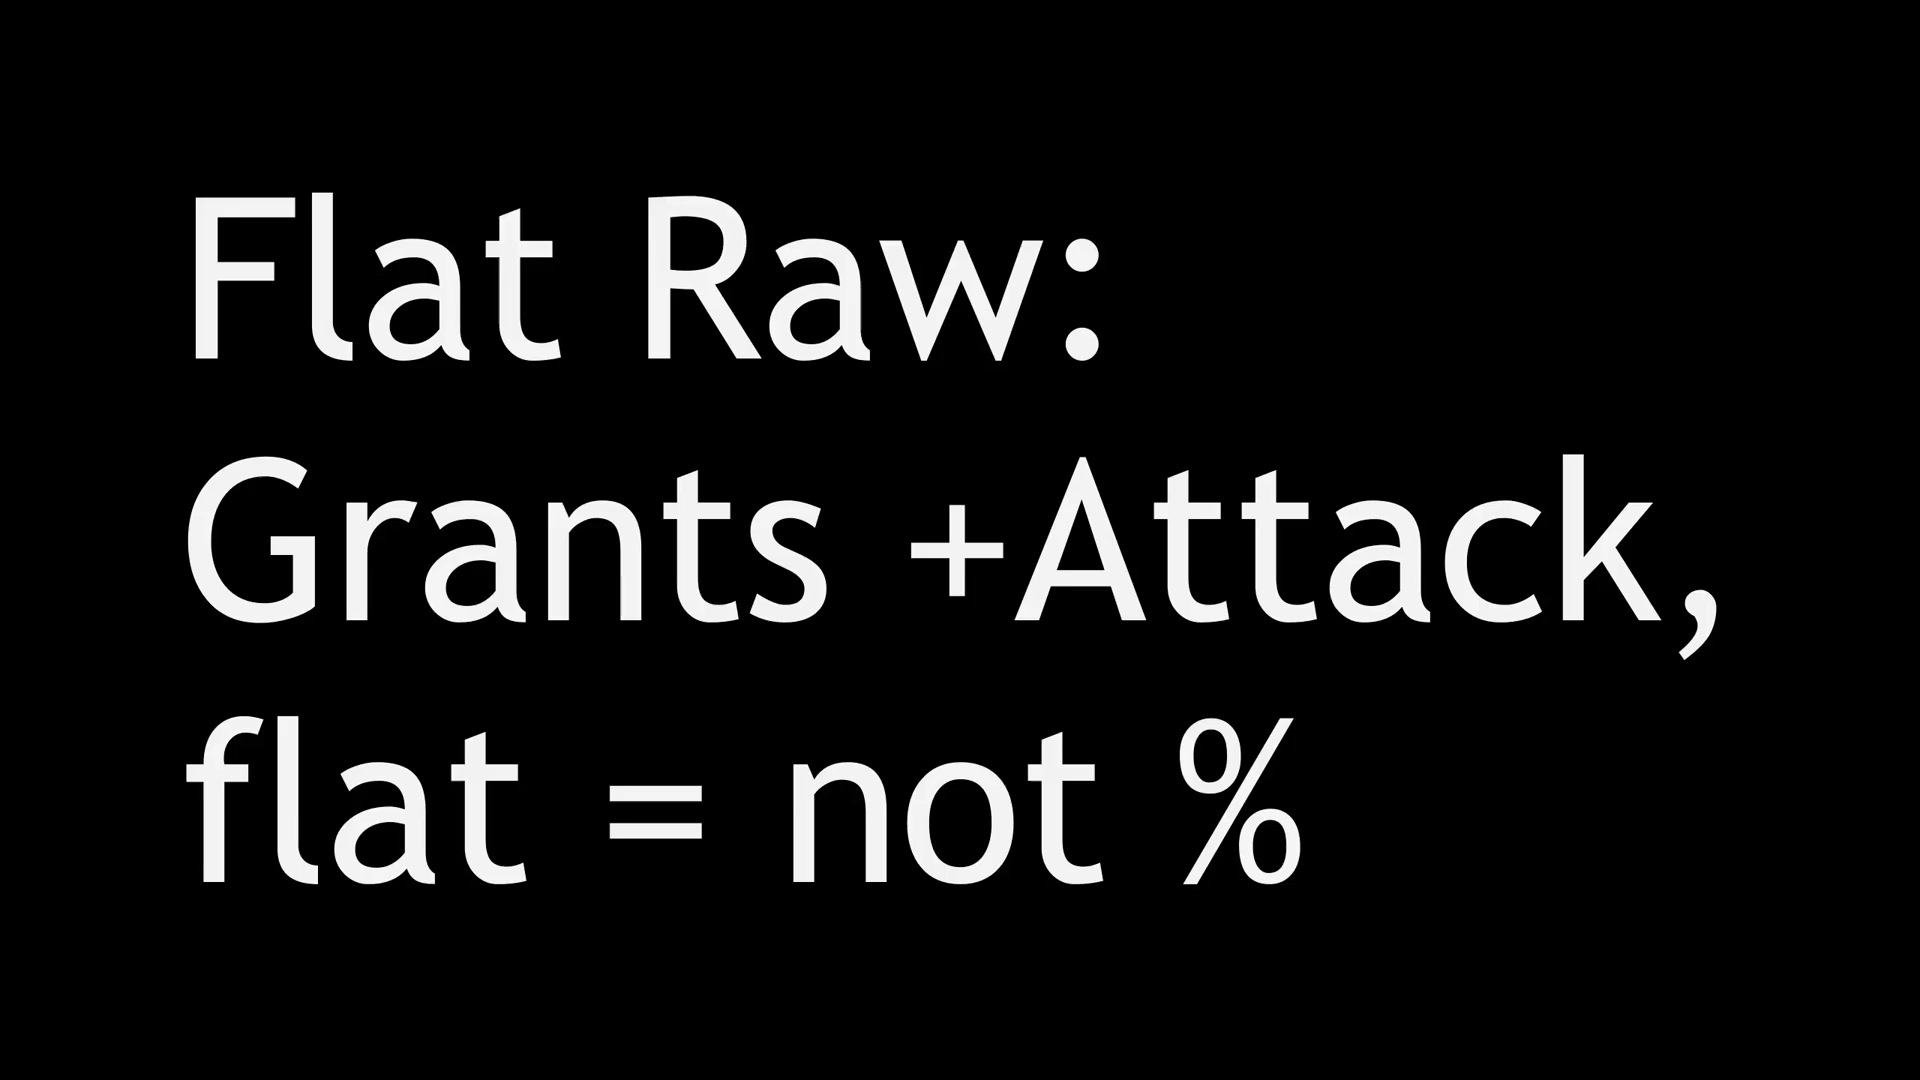 Flat Raw:
Grants +Attack,
flat = not %